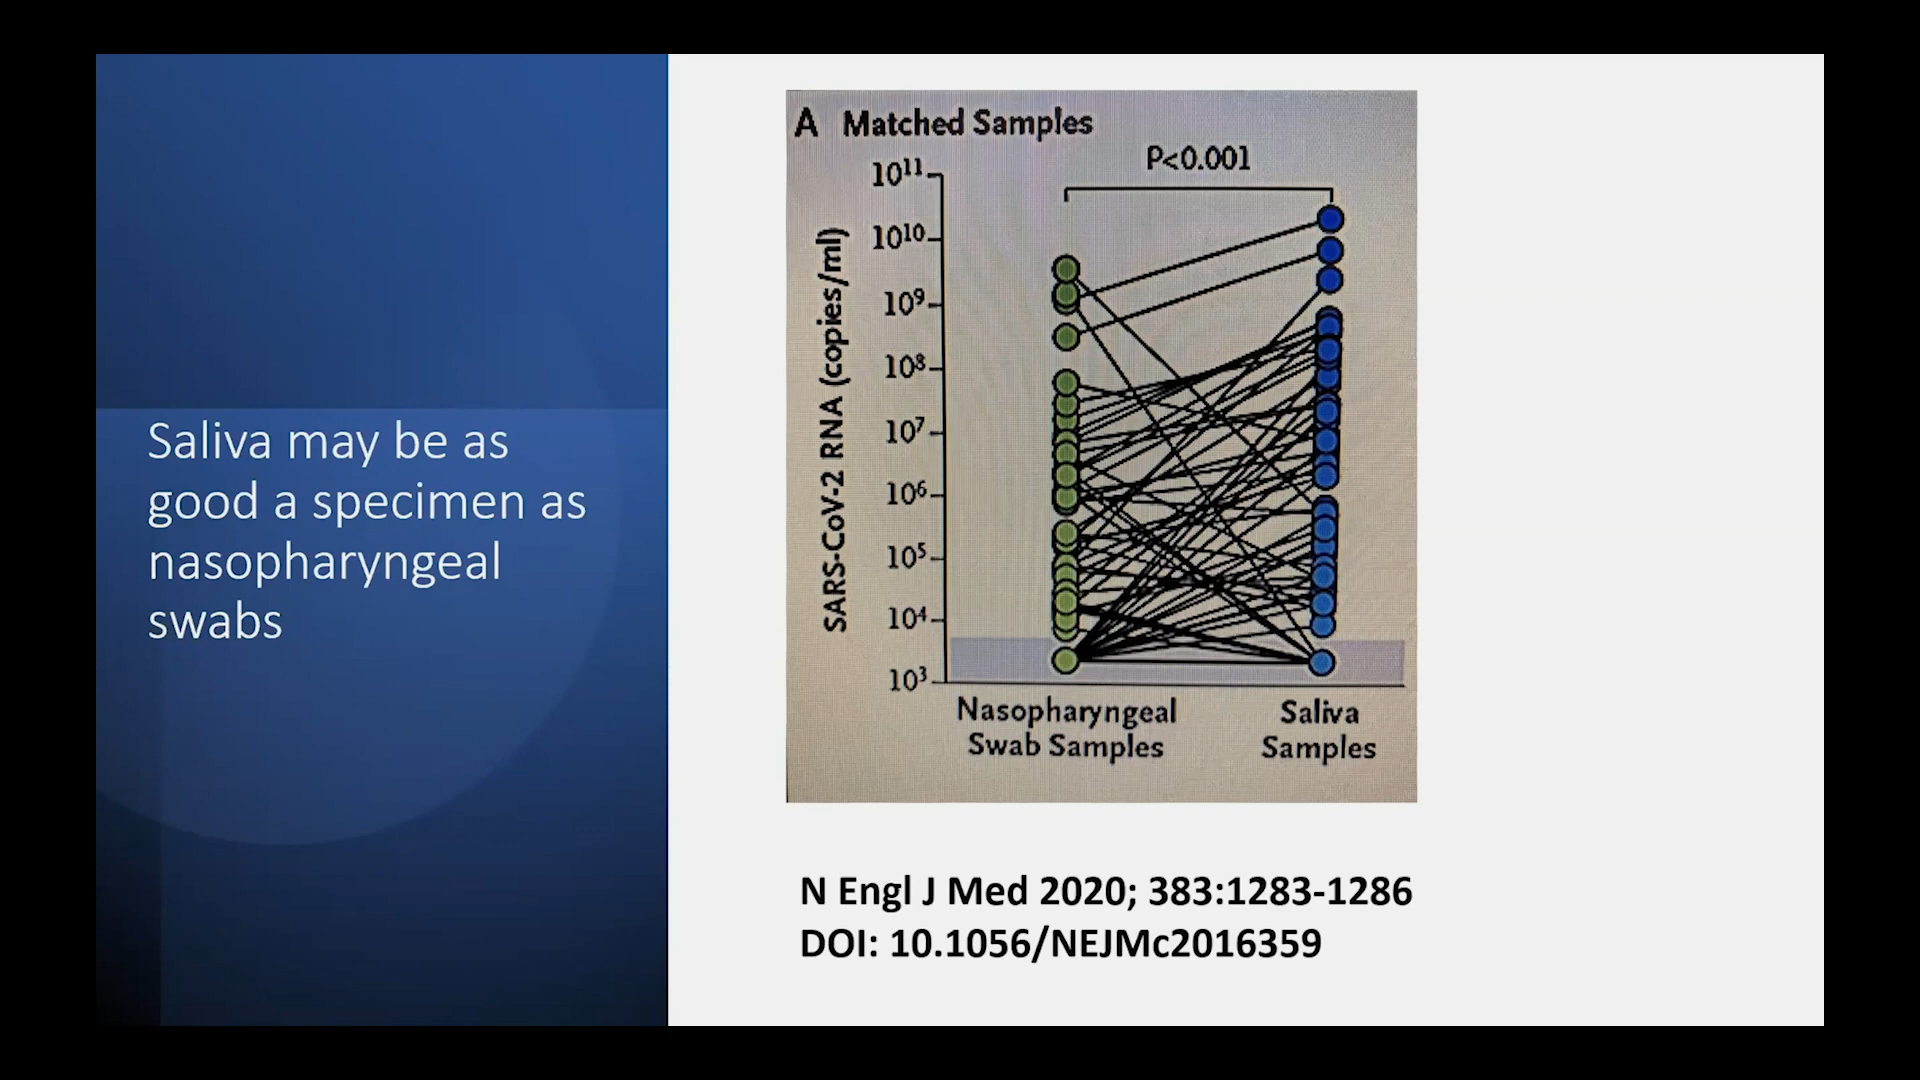 Saliva may be as
good a specimen as
nasopharyngeal
swabs
A Matched Samples
P<0.001
SARS-CoV-2 RNA (copies/ml)
10¹¹
10¹⁰
10⁹
10⁸
10⁷
10⁶
10⁵
10⁴
10³
Nasopharyngeal
Swab Samples
Saliva
Samples
N Engl J Med 2020; 383:1283-1286
DOI: 10.1056/NEJMc2016359